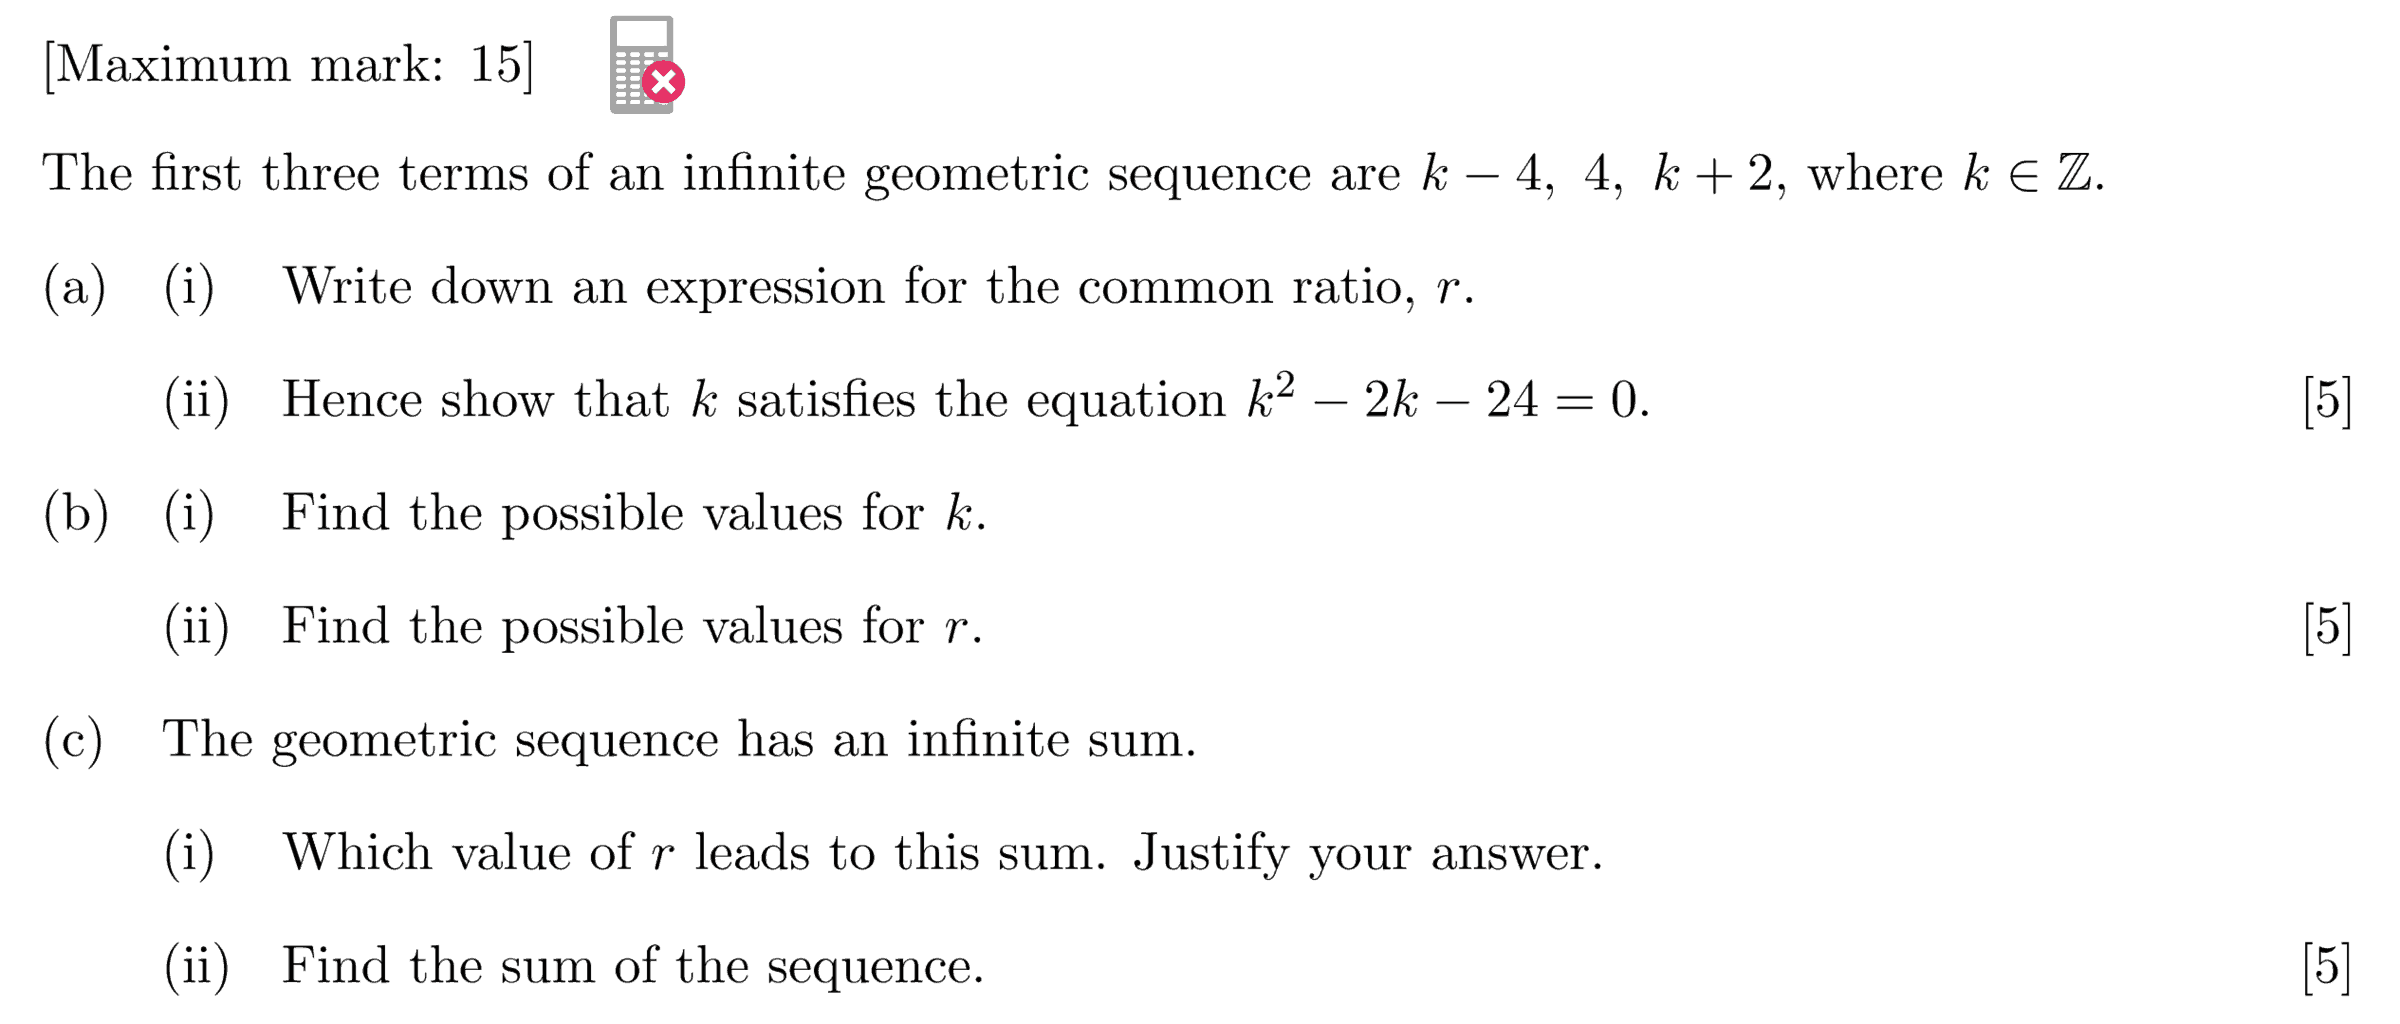 [Maximum mark: 15]
The first three terms of an infinite geometric sequence are k − 4, 4, k + 2, where k ∈ ℤ.
(a) (i) Write down an expression for the common ratio, r.
(ii) Hence show that k satisfies the equation k² − 2k − 24 = 0. [5]
(b) (i) Find the possible values for k.
(ii) Find the possible values for r. [5]
(c) The geometric sequence has an infinite sum.
(i) Which value of r leads to this sum. Justify your answer.
(ii) Find the sum of the sequence. [5]